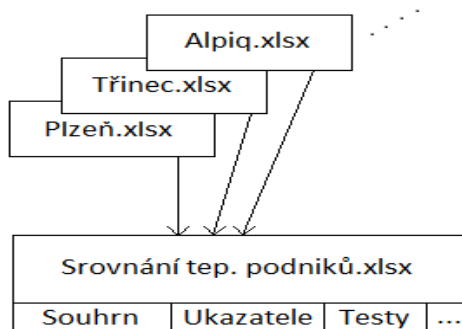 Alpiq.xlsx
Třinec.xlsx
Plzeň.xlsx
Srovnání tep. podniků.xlsx
Souhrn Ukazatele Testy ...